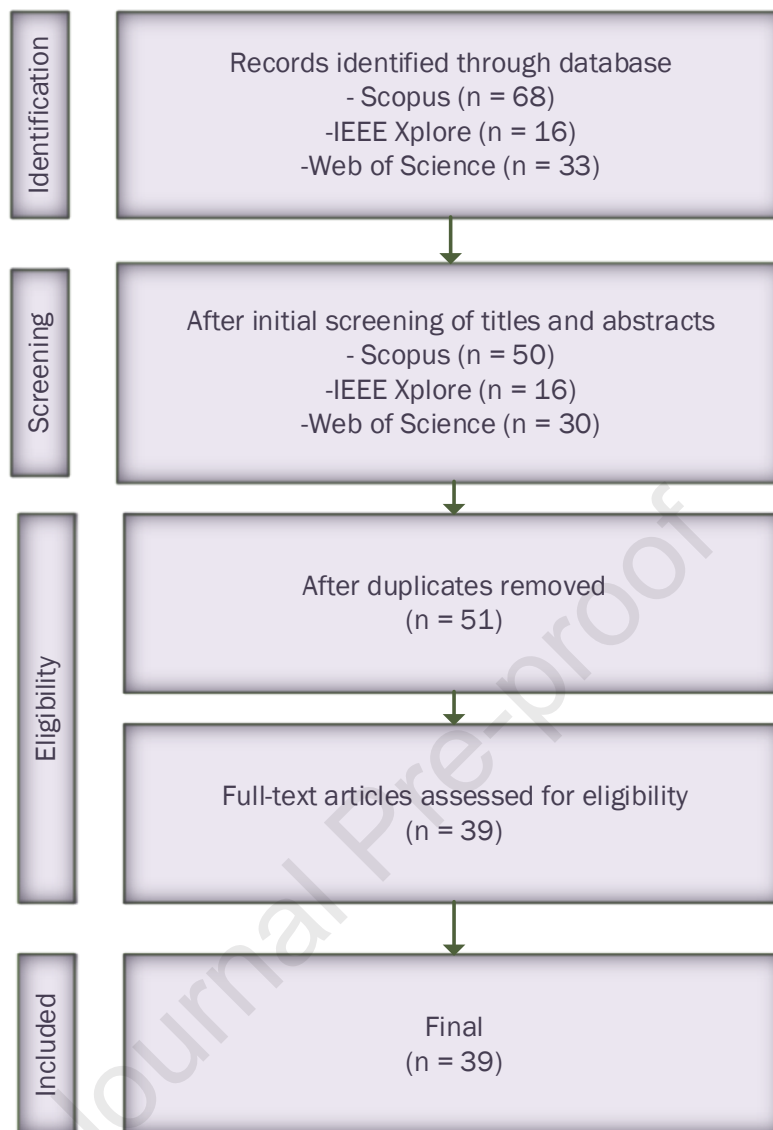 Identification
Records identified through database
- Scopus (n = 68)
-IEEE Xplore (n = 16)
-Web of Science (n = 33)
Screening
After initial screening of titles and abstracts
- Scopus (n = 50)
-IEEE Xplore (n = 16)
-Web of Science (n = 30)
Eligibility
After duplicates removed
(n = 51)
Full-text articles assessed for eligibility
(n = 39)
Included
Final
(n = 39)
Journal Pre-proof